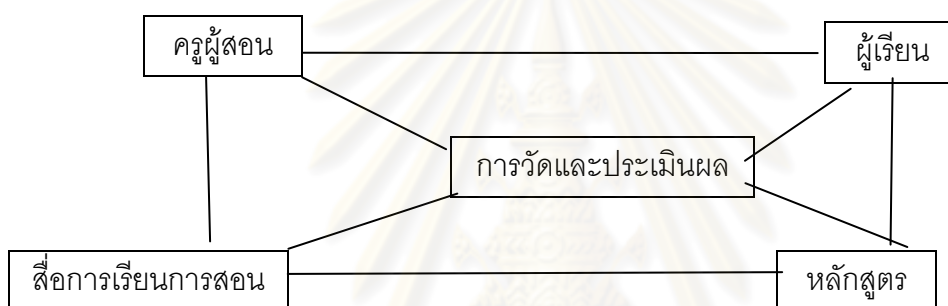 ครูผู้สอน
ผู้เรียน
การวัดและประเมินผล
สื่อการเรียนการสอน
หลักสูตร